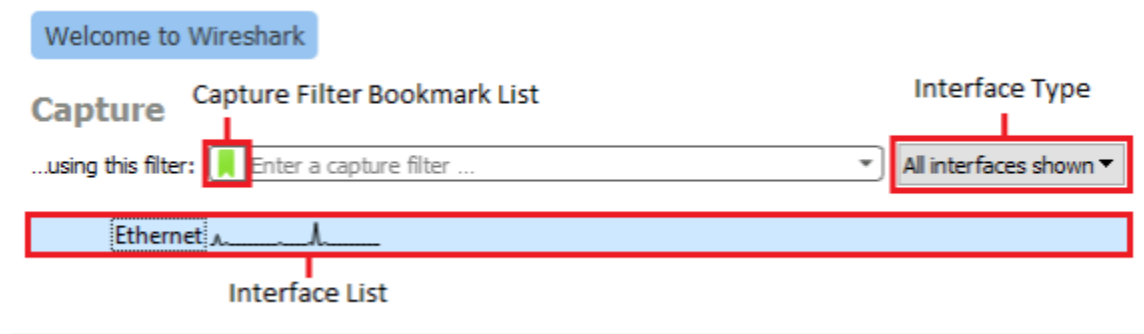 Welcome to Wireshark
Capture
Capture Filter Bookmark List
Interface Type
...using this filter:
Enter a capture filter ...
All interfaces shown
Ethernet
Interface List